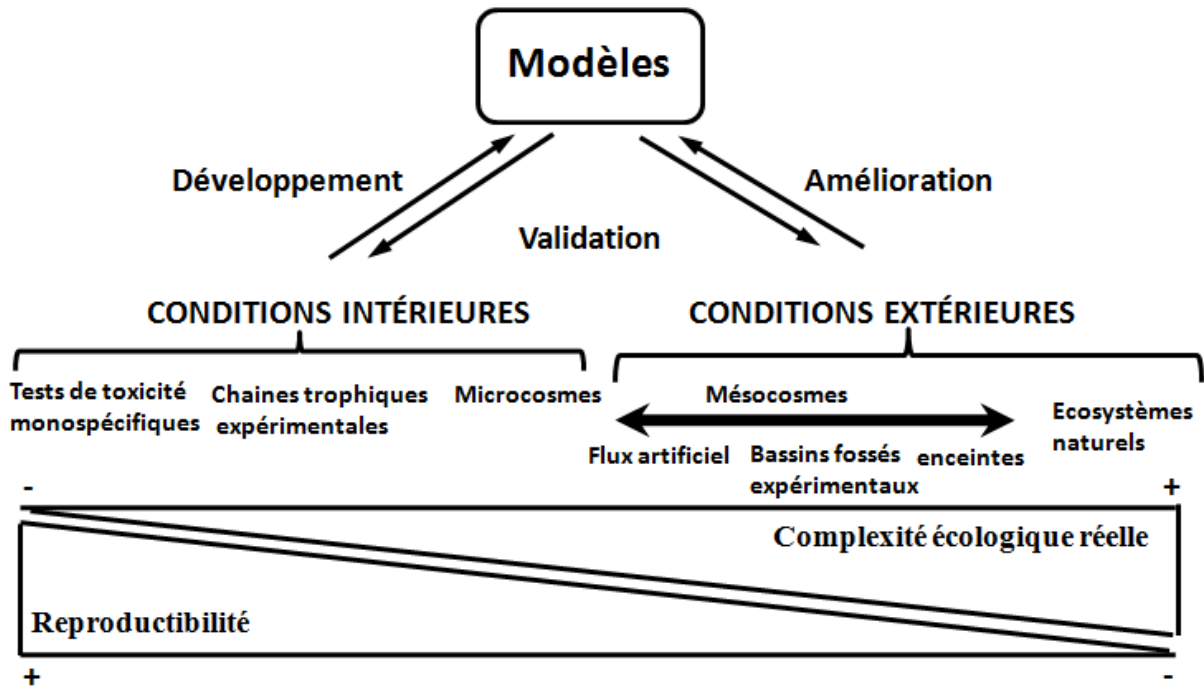 Modèles
Développement
Amélioration
Validation
CONDITIONS INTÉRIEURES
CONDITIONS EXTÉRIEURES
Tests de toxicité
monospécifiques
Chaines trophiques
expérimentales
Microcosmes
Mésocosmes
Flux artificiel
Bassins fossés
expérimentaux
enceintes
Ecosystèmes
naturels
-
+
Complexité écologique réelle
Reproductibilité
+
-